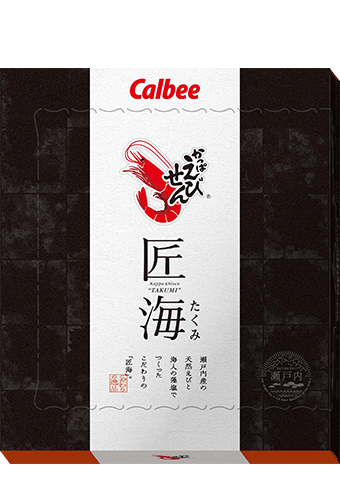 Calbee
かっぱ
えび
せん
®
匠
Kappa Ebisen
"TAKUMI"
海
たくみ
瀬戸内産の
天然えびと
海人の藻塩で
つくった
こだわりの
「匠海」
瀬戸内